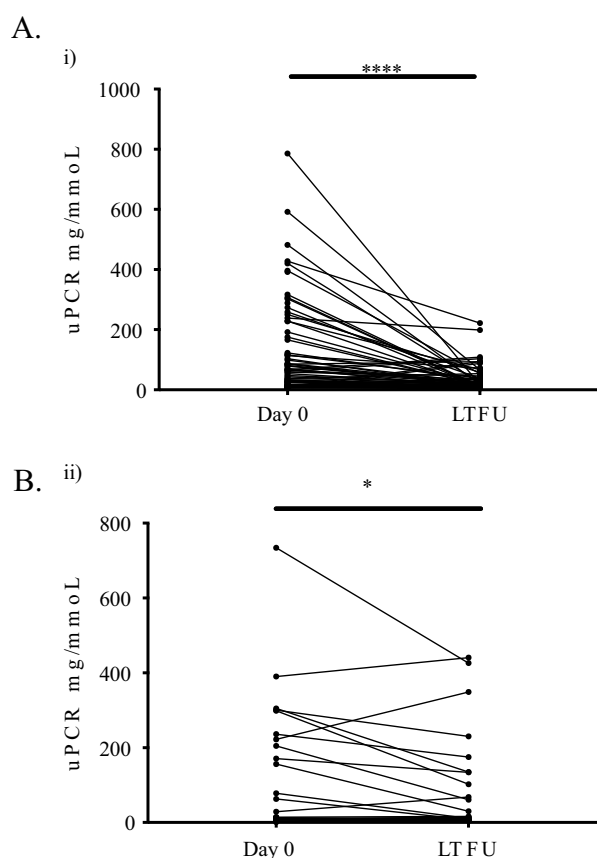 A.
i)
****
uPCR mg/mmoL
1000
800
600
400
200
0
Day 0
LTFU
B.
ii)
*
uPCR mg/mmoL
800
600
400
200
0
Day 0
LTFU